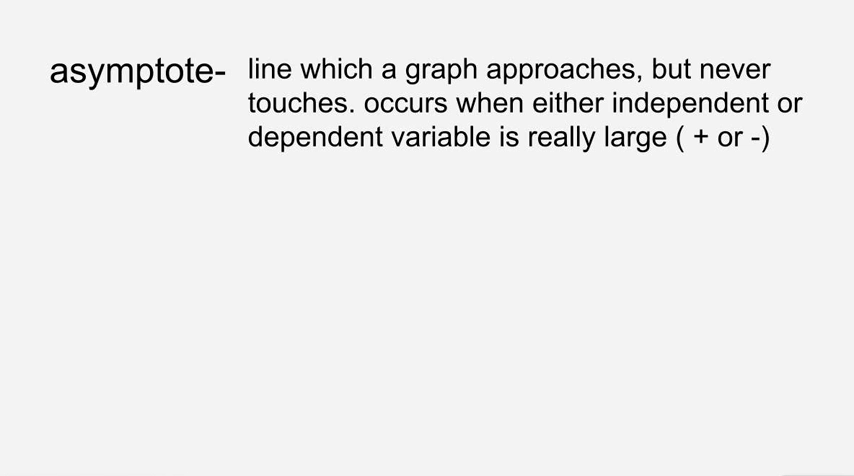 asymptote- line which a graph approaches, but never
touches. occurs when either independent or
dependent variable is really large ( + or -)